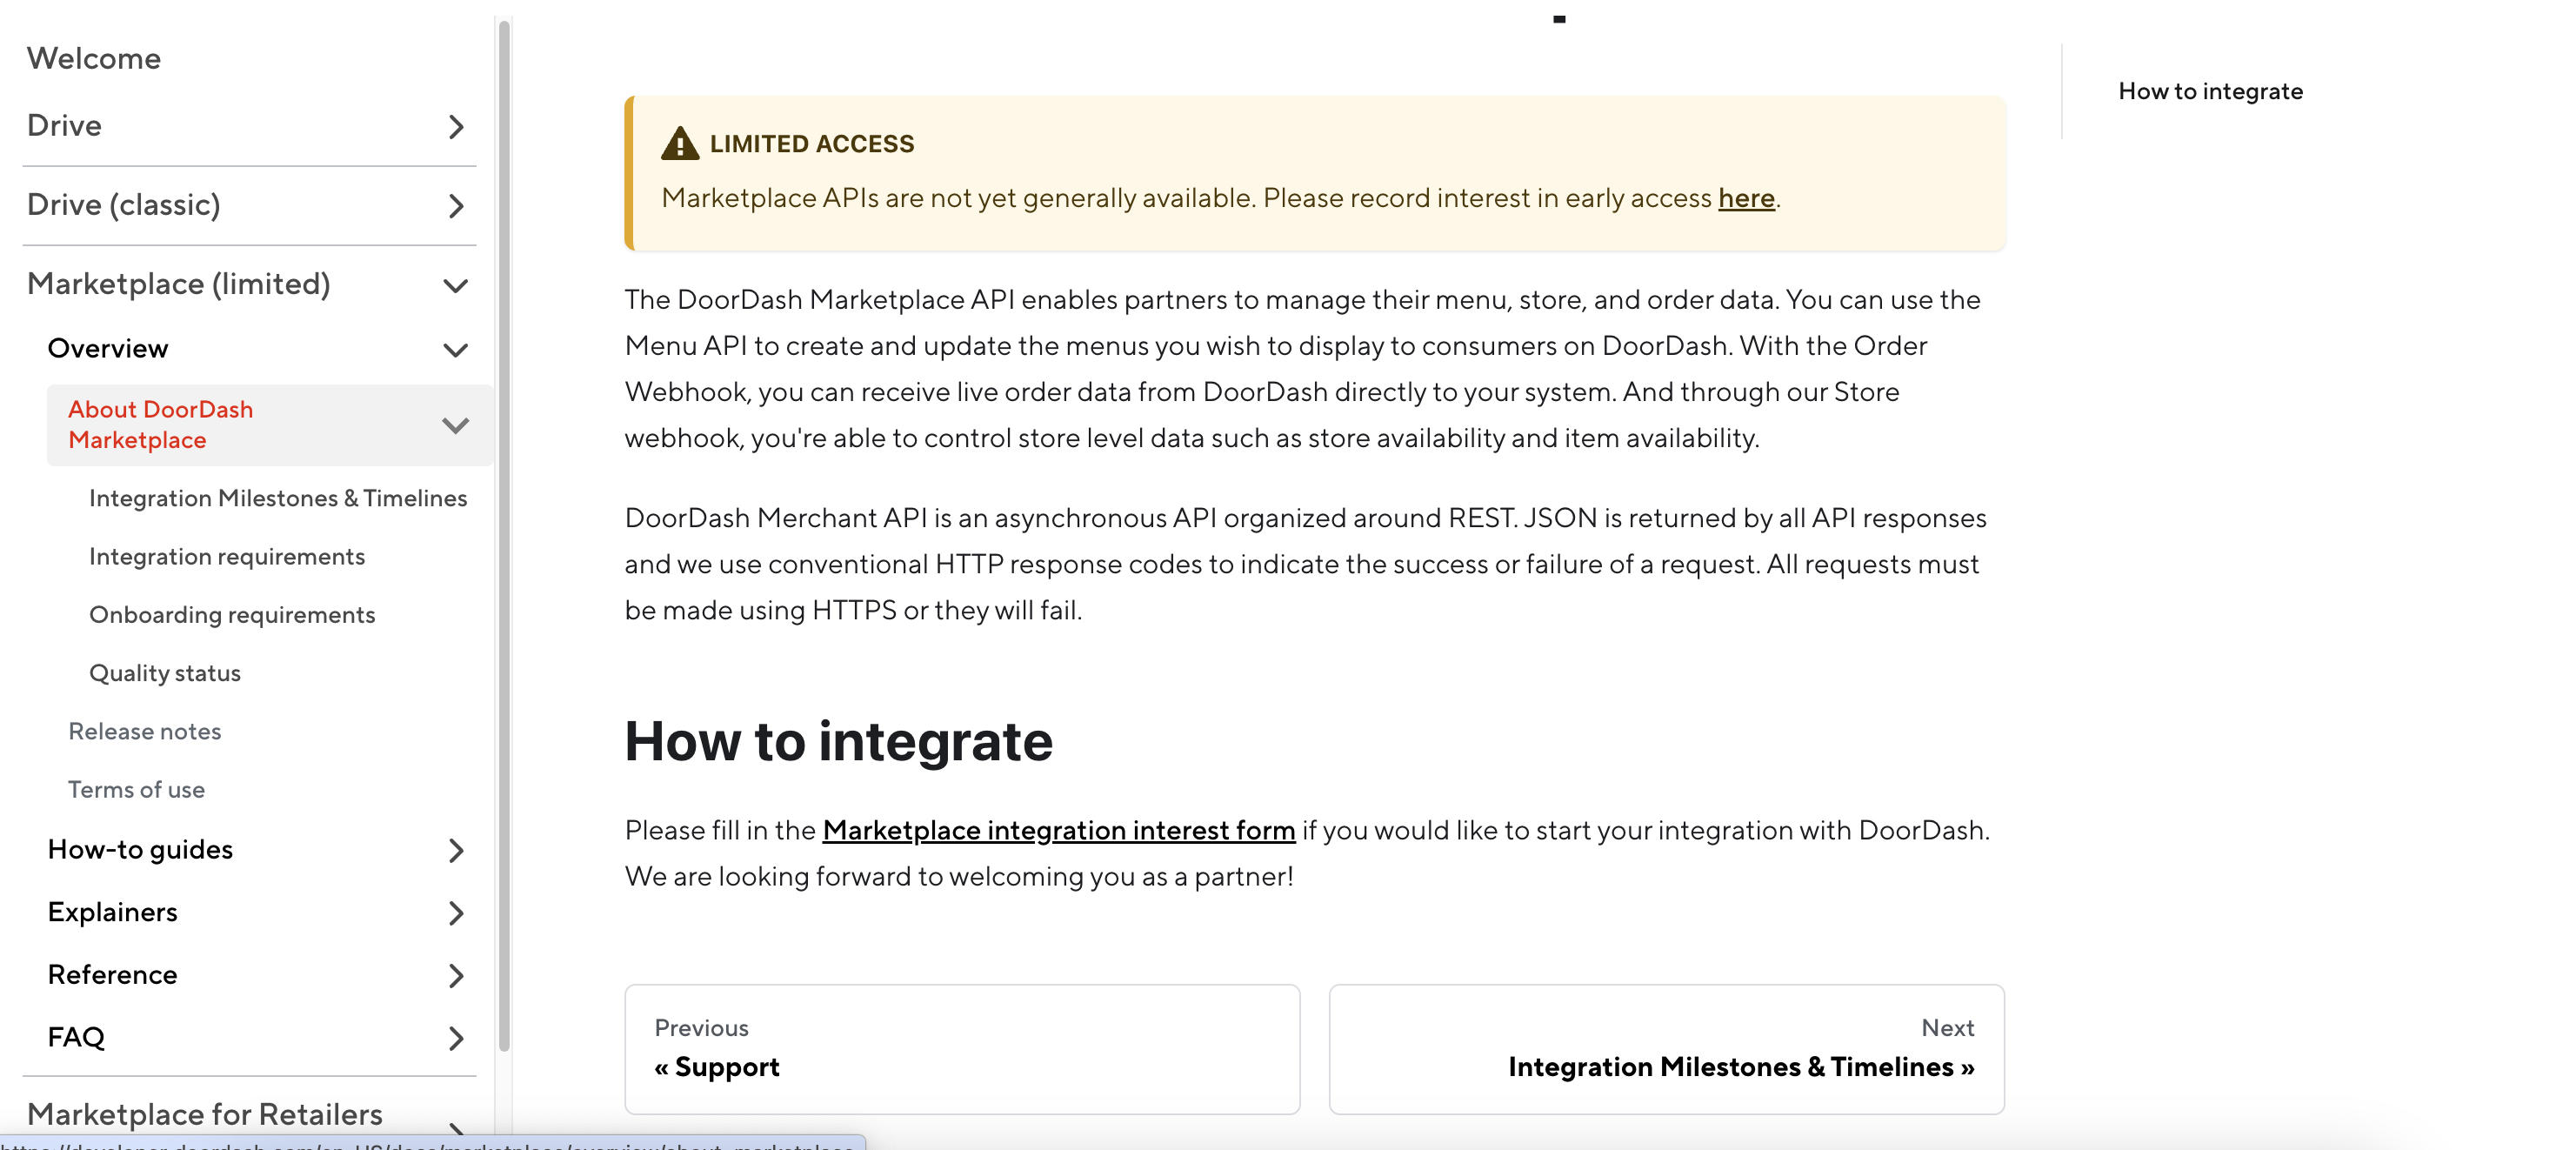 Welcome
Drive
Drive (classic)
Marketplace (limited)
Overview
About DoorDash
Marketplace
Integration Milestones & Timelines
Integration requirements
Onboarding requirements
Quality status
Release notes
Terms of use
How-to guides
Explainers
Reference
FAQ
Marketplace for Retailers
LIMITED ACCESS
Marketplace APIs are not yet generally available. Please record interest in early access here.
The DoorDash Marketplace API enables partners to manage their menu, store, and order data. You can use the
Menu API to create and update the menus you wish to display to consumers on DoorDash. With the Order
Webhook, you can receive live order data from DoorDash directly to your system. And through our Store
webhook, you're able to control store level data such as store availability and item availability.
DoorDash Merchant API is an asynchronous API organized around REST. JSON is returned by all API responses
and we use conventional HTTP response codes to indicate the success or failure of a request. All requests must
be made using HTTPS or they will fail.
How to integrate
Please fill in the Marketplace integration interest form if you would like to start your integration with DoorDash.
We are looking forward to welcoming you as a partner!
Previous
« Support
Next
Integration Milestones & Timelines »
How to integrate